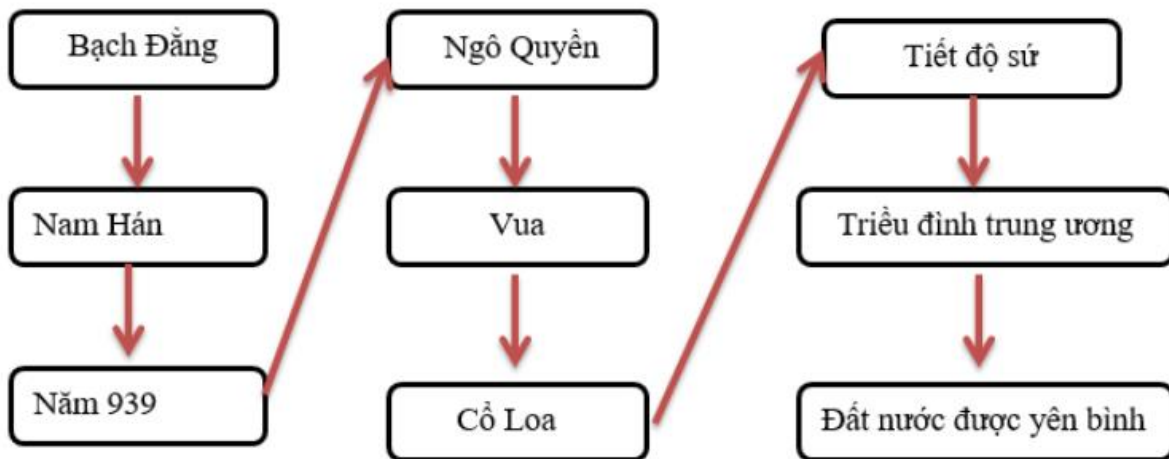 Bạch Đằng
Nam Hán
Năm 939
Ngô Quyền
Vua
Cổ Loa
Tiết độ sứ
Triều đình trung ương
Đất nước được yên bình